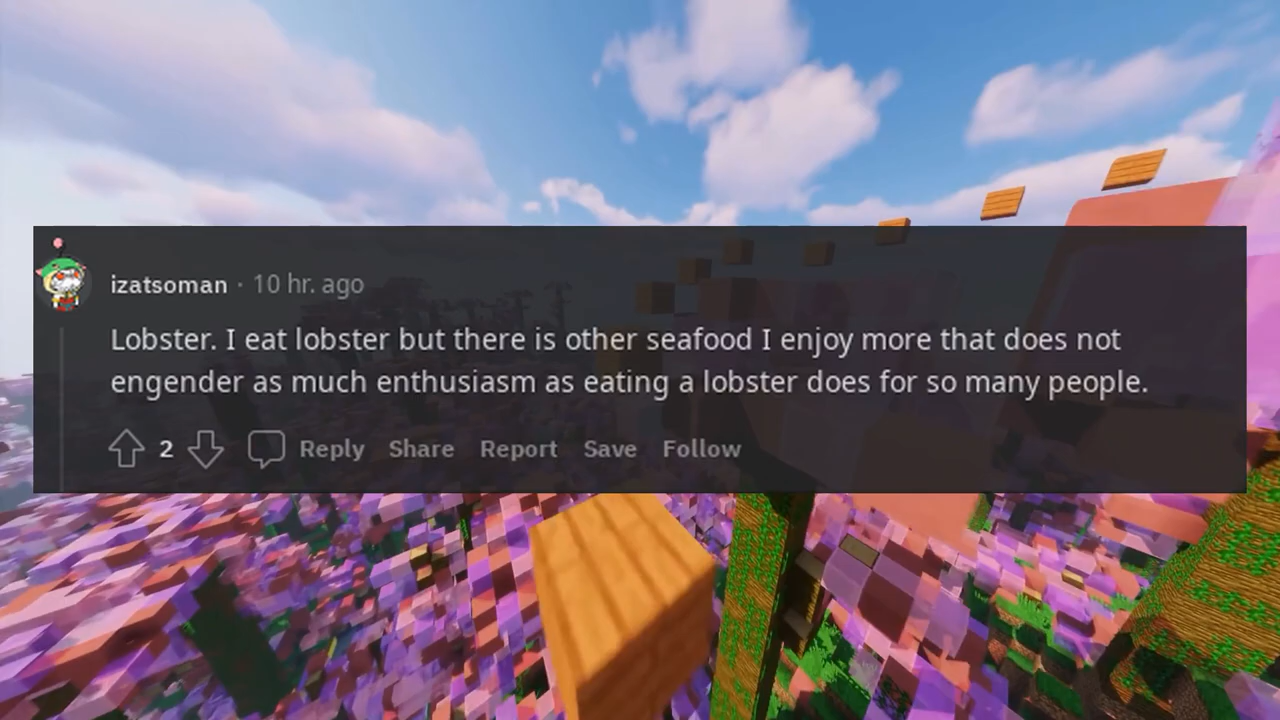 izatsoman · 10 hr. ago
Lobster. I eat lobster but there is other seafood I enjoy more that does not
engender as much enthusiasm as eating a lobster does for so many people.
2 Reply Share Report Save Follow